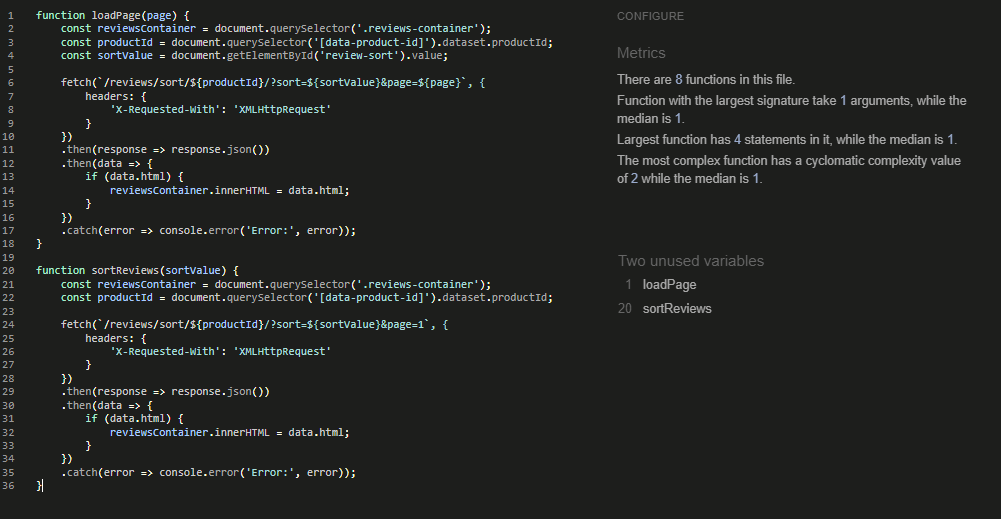 1 function loadPage(page) {
2     const reviewsContainer = document.querySelector('.reviews-container');
3     const productId = document.querySelector('[data-product-id]').dataset.productId;
4     const sortValue = document.getElementById('review-sort').value;
5
6     fetch(`/reviews/sort/${productId}/?sort=${sortValue}&page=${page}`, {
7         headers: {
8             'X-Requested-With': 'XMLHttpRequest'
9         }
10     })
11     .then(response => response.json())
12     .then(data => {
13         if (data.html) {
14             reviewsContainer.innerHTML = data.html;
15         }
16     })
17     .catch(error => console.error('Error:', error));
18 }
19
20 function sortReviews(sortValue) {
21     const reviewsContainer = document.querySelector('.reviews-container');
22     const productId = document.querySelector('[data-product-id]').dataset.productId;
23
24     fetch(`/reviews/sort/${productId}/?sort=${sortValue}&page=1`, {
25         headers: {
26             'X-Requested-With': 'XMLHttpRequest'
27         }
28     })
29     .then(response => response.json())
30     .then(data => {
31         if (data.html) {
32             reviewsContainer.innerHTML = data.html;
33         }
34     })
35     .catch(error => console.error('Error:', error));
36 }
CONFIGURE
Metrics
There are 8 functions in this file.
Function with the largest signature take 1 arguments, while the
median is 1.
Largest function has 4 statements in it, while the median is 1.
The most complex function has a cyclomatic complexity value
of 2 while the median is 1.
Two unused variables
1 loadPage
20 sortReviews